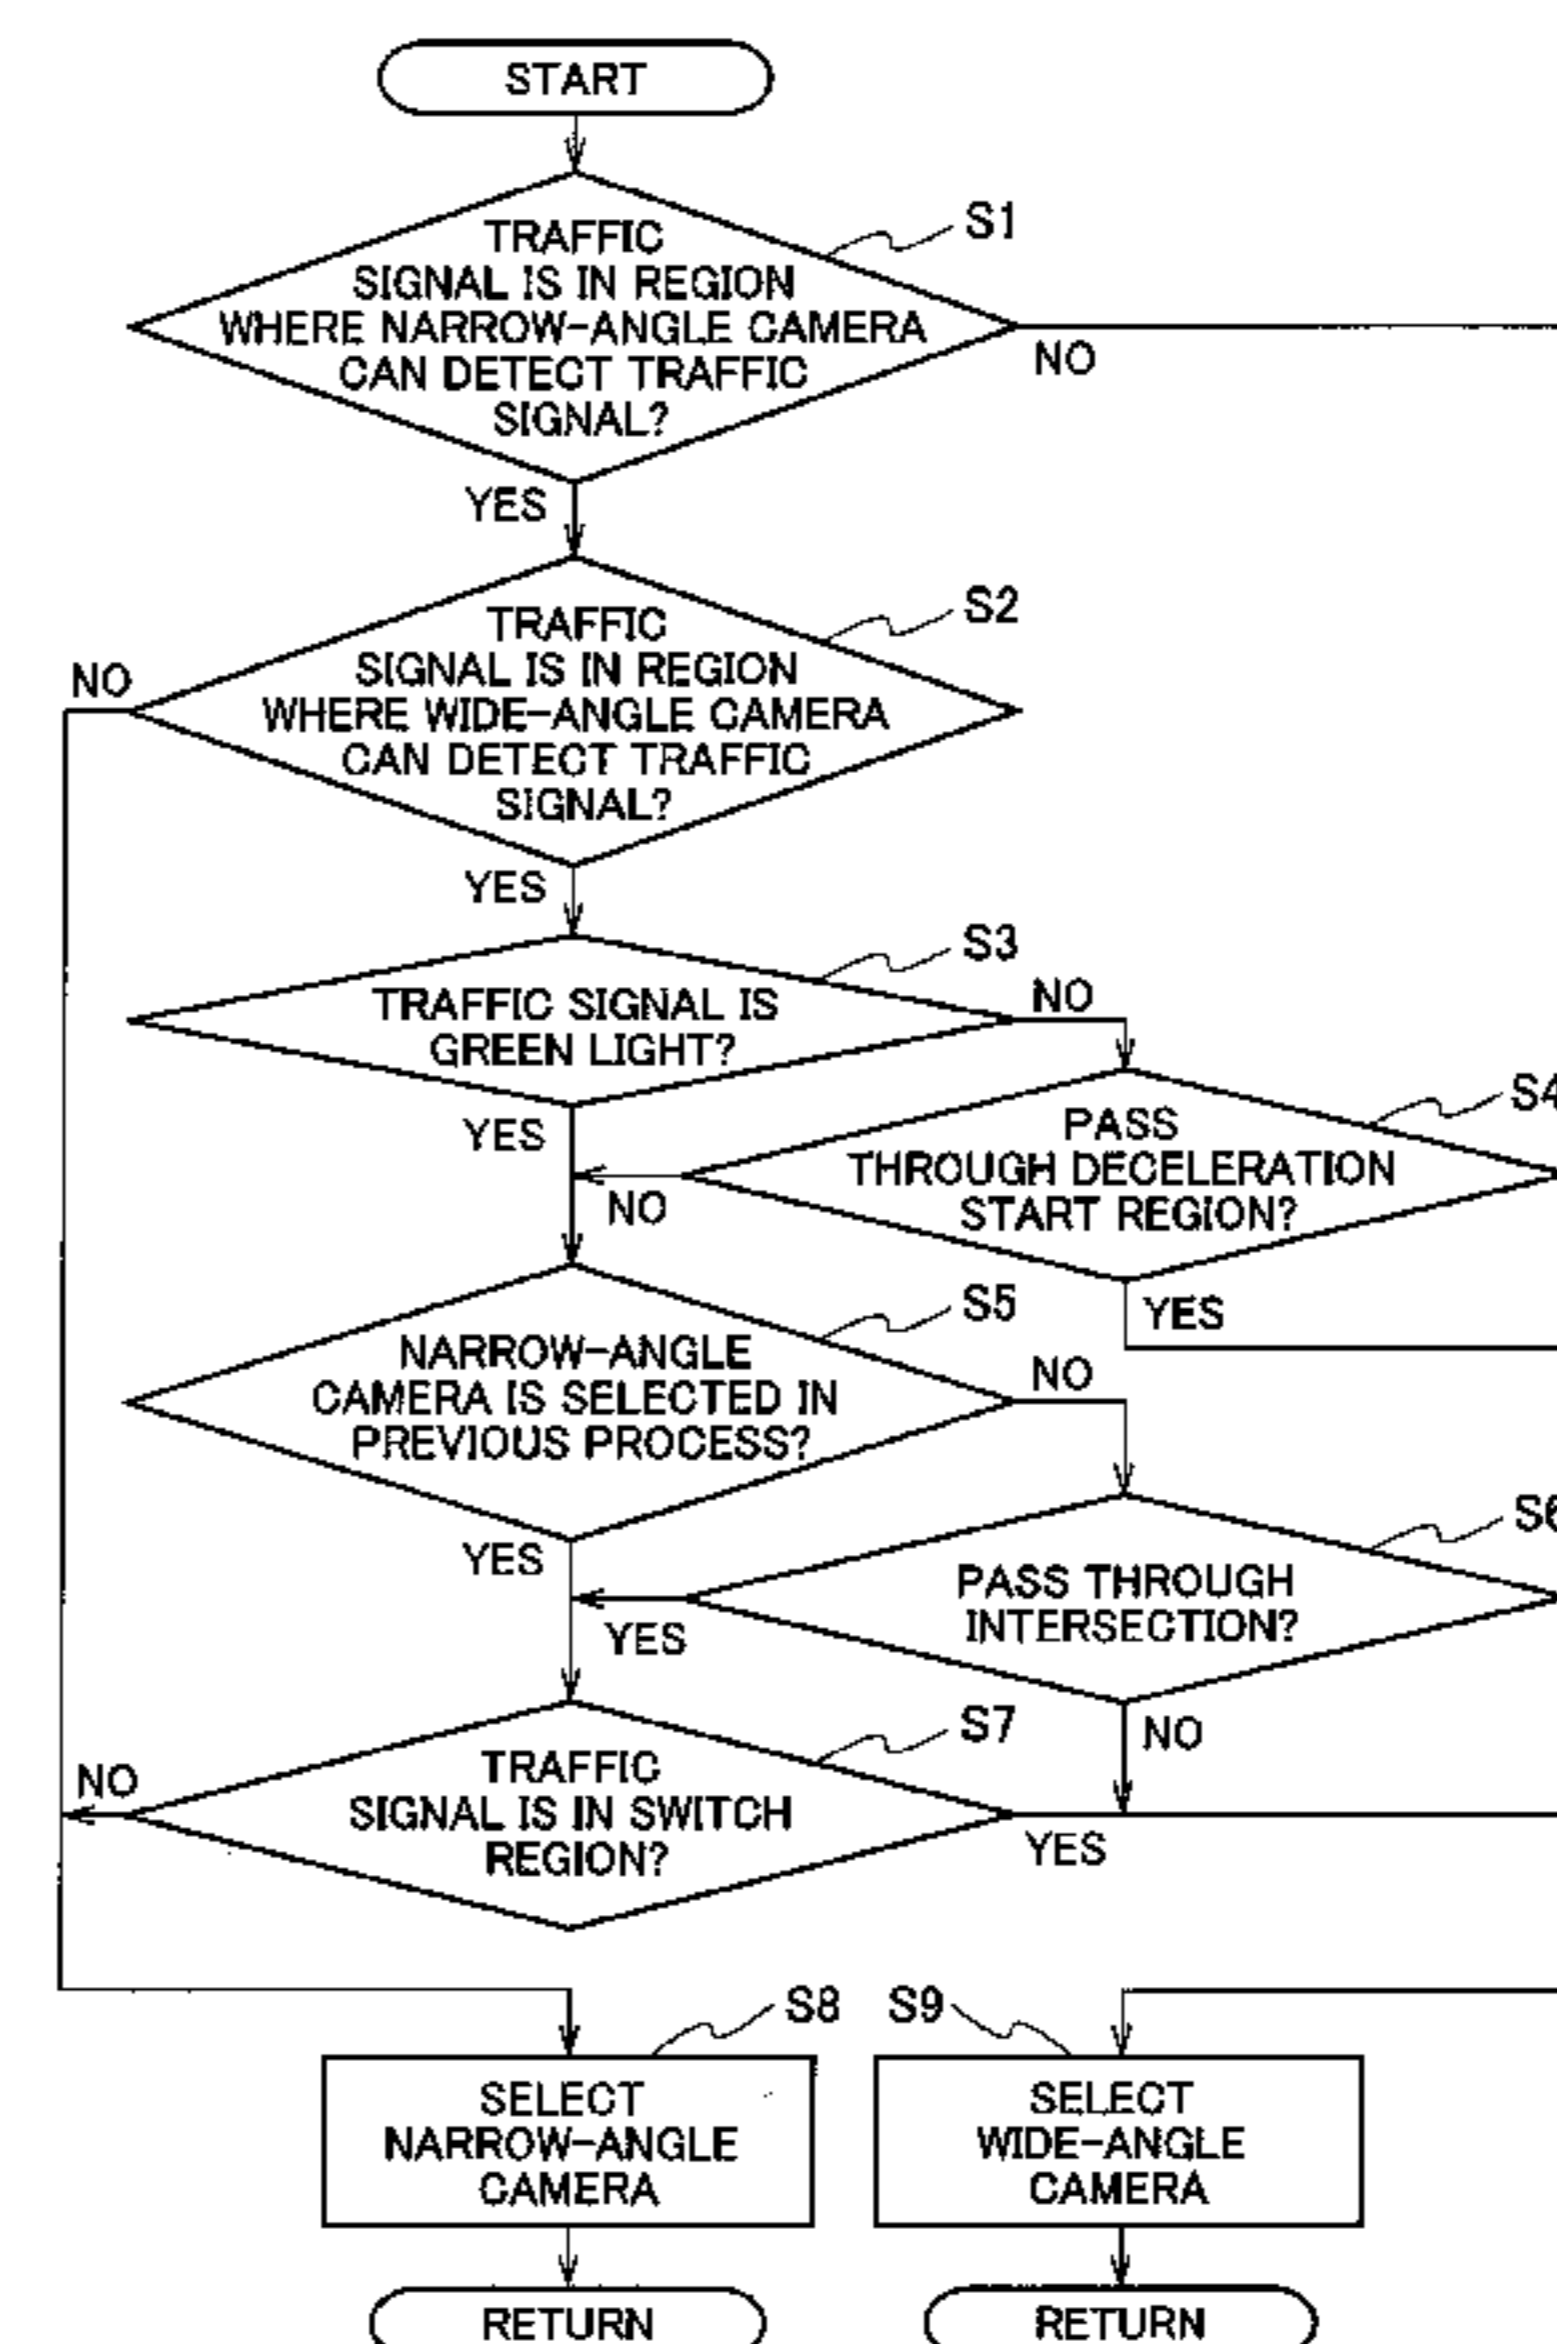 START
S1
TRAFFIC
SIGNAL IS IN REGION
WHERE NARROW-ANGLE CAMERA
CAN DETECT TRAFFIC
SIGNAL?
NO
YES
S2
TRAFFIC
SIGNAL IS IN REGION
WHERE WIDE-ANGLE CAMERA
CAN DETECT TRAFFIC
SIGNAL?
NO
YES
S3
TRAFFIC SIGNAL IS
GREEN LIGHT?
NO
YES
S4
PASS
THROUGH DECELERATION
START REGION?
NO
YES
S5
NARROW-ANGLE
CAMERA IS SELECTED IN
PREVIOUS PROCESS?
NO
YES
S6
PASS THROUGH
INTERSECTION?
YES
NO
S7
TRAFFIC
SIGNAL IS IN SWITCH
REGION?
NO
YES
S8
SELECT
NARROW-ANGLE
CAMERA
S9
SELECT
WIDE-ANGLE
CAMERA
RETURN
RETURN